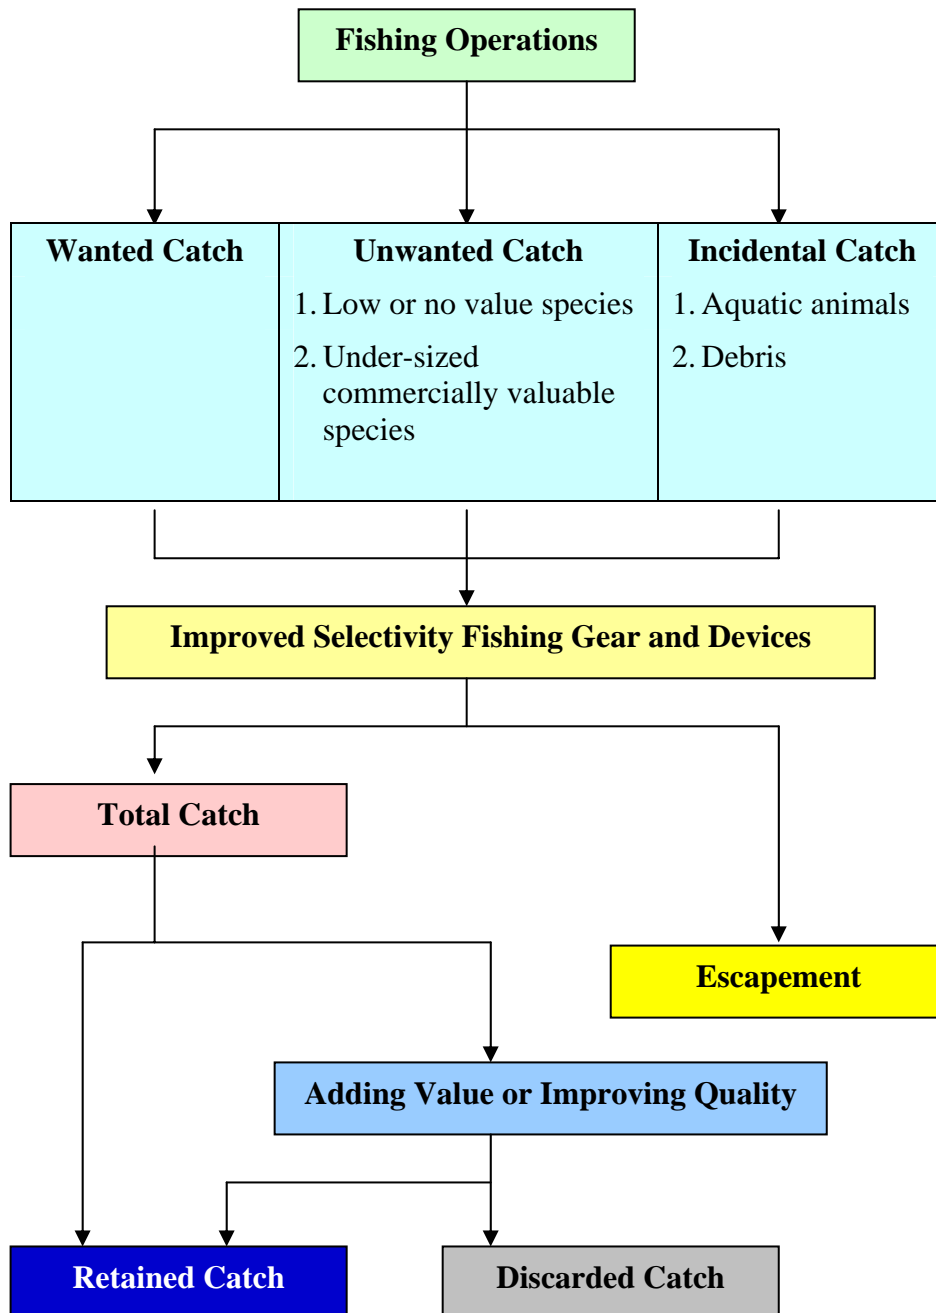 Fishing Operations
Wanted Catch
Unwanted Catch
1. Low or no value species
2. Under-sized
commercially valuable
species
Incidental Catch
1. Aquatic animals
2. Debris
Improved Selectivity Fishing Gear and Devices
Total Catch
Escapement
Adding Value or Improving Quality
Retained Catch
Discarded Catch